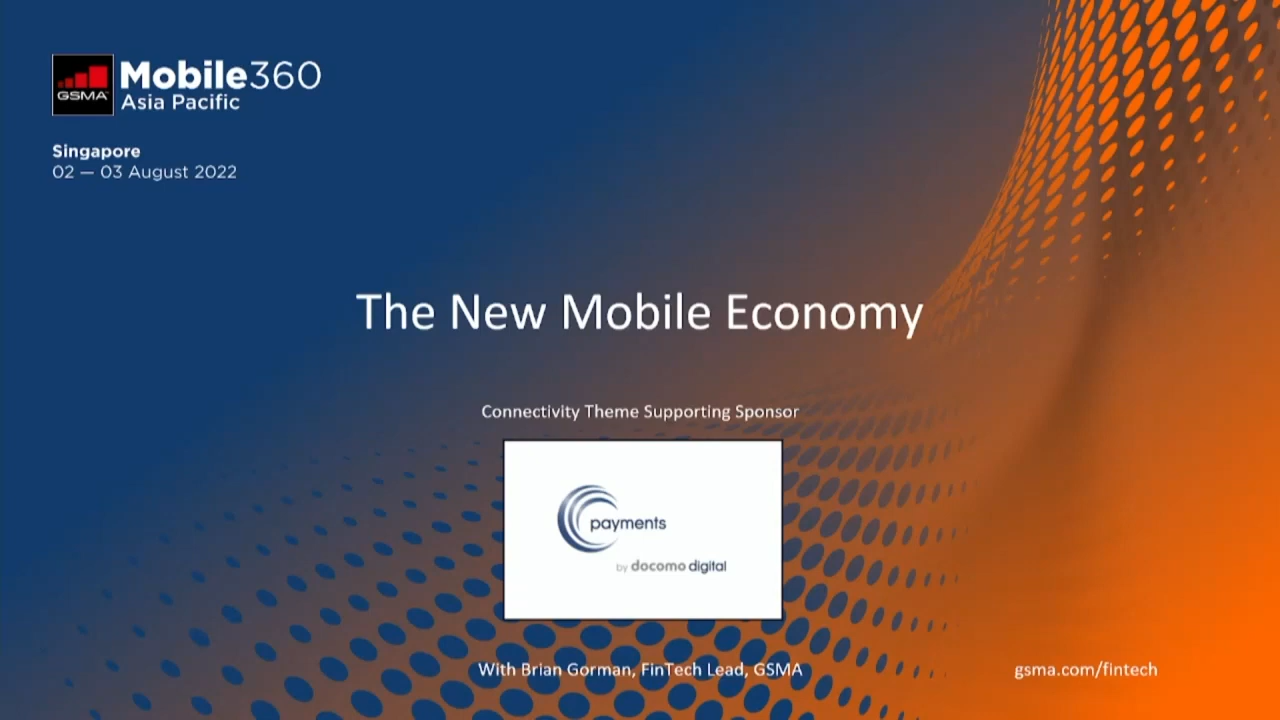 GSMA
Mobile360
Asia Pacific
Singapore
02 — 03 August 2022
The New Mobile Economy
Connectivity Theme Supporting Sponsor
payments
by docomo digital
With Brian Gorman, FinTech Lead, GSMA
gsma.com/fintech